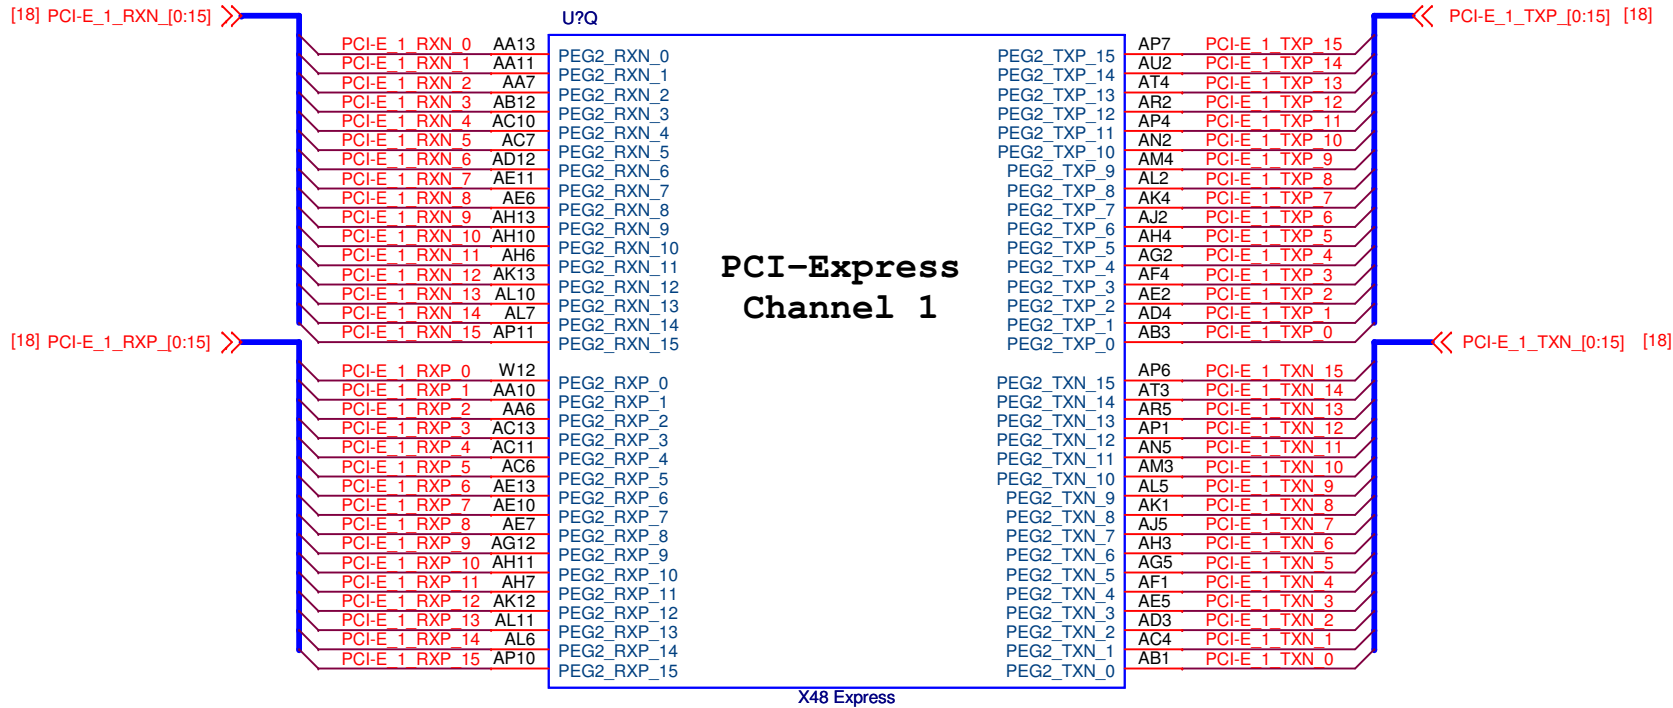 [18] PCI-E_1_RXN_[0:15] U?Q PCI-E_1_TXP_[0:15] [18]
PCI-E_1_RXN_0 AA13 PEG2_RXN_0 PEG2_TXP_15 AP7 PCI-E_1_TXP_15
PCI-E_1_RXN_1 AA11 PEG2_RXN_1 PEG2_TXP_14 AU2 PCI-E_1_TXP_14
PCI-E_1_RXN_2 AA7 PEG2_RXN_2 PEG2_TXP_13 AT4 PCI-E_1_TXP_13
PCI-E_1_RXN_3 AB12 PEG2_RXN_3 PEG2_TXP_12 AR2 PCI-E_1_TXP_12
PCI-E_1_RXN_4 AC10 PEG2_RXN_4 PEG2_TXP_11 AP4 PCI-E_1_TXP_11
PCI-E_1_RXN_5 AC7 PEG2_RXN_5 PEG2_TXP_10 AN2 PCI-E_1_TXP_10
PCI-E_1_RXN_6 AD12 PEG2_RXN_6 PEG2_TXP_9 AM4 PCI-E_1_TXP_9
PCI-E_1_RXN_7 AE11 PEG2_RXN_7 PEG2_TXP_8 AL2 PCI-E_1_TXP_8
PCI-E_1_RXN_8 AE6 PEG2_RXN_8 PEG2_TXP_7 AK4 PCI-E_1_TXP_7
PCI-E_1_RXN_9 AH13 PEG2_RXN_9 PEG2_TXP_6 AJ2 PCI-E_1_TXP_6
PCI-E_1_RXN_10 AH10 PEG2_RXN_10 PEG2_TXP_5 AH4 PCI-E_1_TXP_5
PCI-E_1_RXN_11 AH6 PEG2_RXN_11 PEG2_TXP_4 AG2 PCI-E_1_TXP_4
PCI-Express
PCI-E_1_RXN_12 AK13 PEG2_RXN_12 PEG2_TXP_3 AF4 PCI-E_1_TXP_3
PCI-E_1_RXN_13 AL10 PEG2_RXN_13 PEG2_TXP_2 AE2 PCI-E_1_TXP_2
Channel 1
PCI-E_1_RXN_14 AL7 PEG2_RXN_14 PEG2_TXP_1 AD4 PCI-E_1_TXP_1
PCI-E_1_RXN_15 AP11 PEG2_RXN_15 PEG2_TXP_0 AB3 PCI-E_1_TXP_0
[18] PCI-E_1_RXP_[0:15] PCI-E_1_TXN_[0:15] [18]
PCI-E_1_RXP_0 W12 PEG2_RXP_0 PEG2_TXN_15 AP6 PCI-E_1_TXN_15
PCI-E_1_RXP_1 AA10 PEG2_RXP_1 PEG2_TXN_14 AT3 PCI-E_1_TXN_14
PCI-E_1_RXP_2 AA6 PEG2_RXP_2 PEG2_TXN_13 AR5 PCI-E_1_TXN_13
PCI-E_1_RXP_3 AC13 PEG2_RXP_3 PEG2_TXN_12 AP1 PCI-E_1_TXN_12
PCI-E_1_RXP_4 AC11 PEG2_RXP_4 PEG2_TXN_11 AN5 PCI-E_1_TXN_11
PCI-E_1_RXP_5 AC6 PEG2_RXP_5 PEG2_TXN_10 AM3 PCI-E_1_TXN_10
PCI-E_1_RXP_6 AE13 PEG2_RXP_6 PEG2_TXN_9 AL5 PCI-E_1_TXN_9
PCI-E_1_RXP_7 AE10 PEG2_RXP_7 PEG2_TXN_8 AK1 PCI-E_1_TXN_8
PCI-E_1_RXP_8 AE7 PEG2_RXP_8 PEG2_TXN_7 AJ5 PCI-E_1_TXN_7
PCI-E_1_RXP_9 AG12 PEG2_RXP_9 PEG2_TXN_6 AH3 PCI-E_1_TXN_6
PCI-E_1_RXP_10 AH11 PEG2_RXP_10 PEG2_TXN_5 AG5 PCI-E_1_TXN_5
PCI-E_1_RXP_11 AH7 PEG2_RXP_11 PEG2_TXN_4 AF1 PCI-E_1_TXN_4
PCI-E_1_RXP_12 AK12 PEG2_RXP_12 PEG2_TXN_3 AE5 PCI-E_1_TXN_3
PCI-E_1_RXP_13 AL11 PEG2_RXP_13 PEG2_TXN_2 AD3 PCI-E_1_TXN_2
PCI-E_1_RXP_14 AL6 PEG2_RXP_14 PEG2_TXN_1 AC4 PCI-E_1_TXN_1
PCI-E_1_RXP_15 AP10 PEG2_RXP_15 PEG2_TXN_0 AB1 PCI-E_1_TXN_0
X48 Express